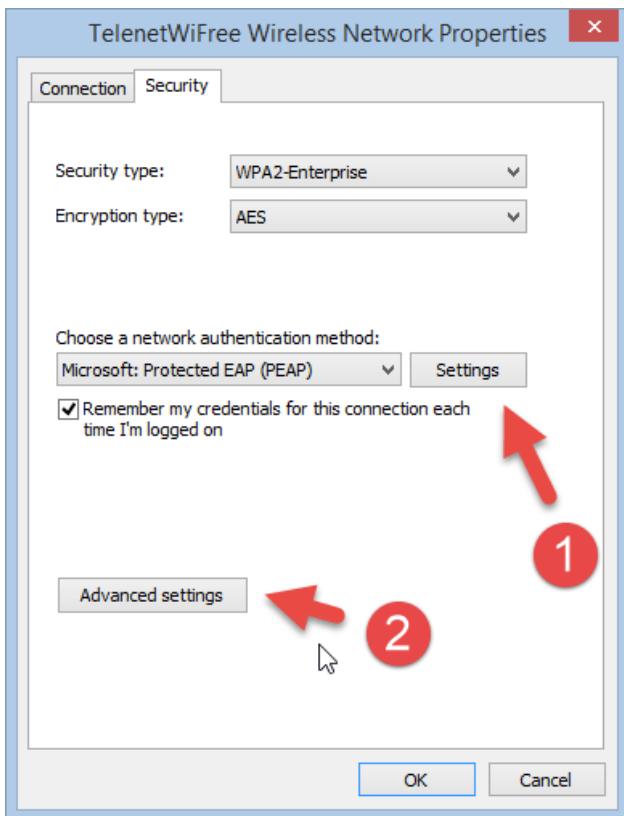 TelenetWiFree Wireless Network Properties
Connection
Security
Security type:
WPA2-Enterprise
Encryption type:
AES
Choose a network authentication method:
Microsoft: Protected EAP (PEAP)
Settings
Remember my credentials for this connection each
time I'm logged on
1
Advanced settings
2
OK
Cancel